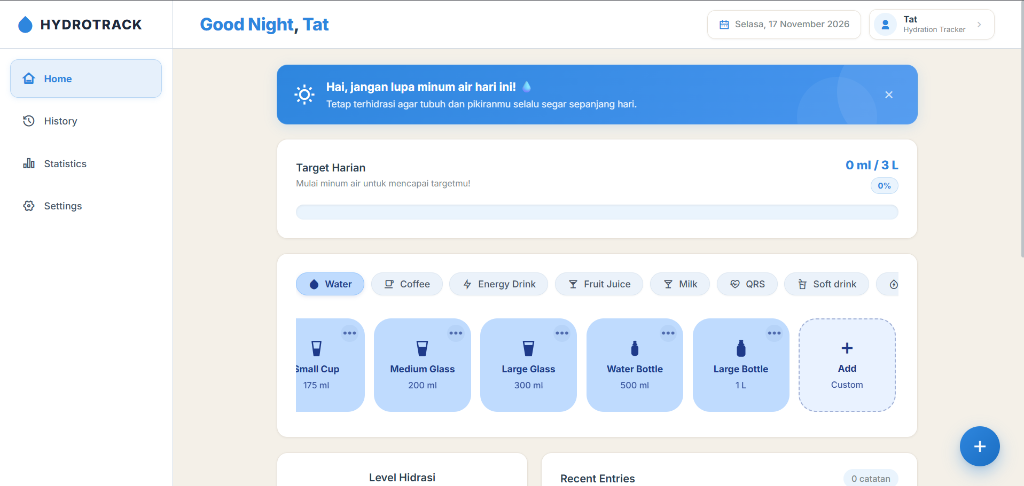 HYDROTRACK
Good Night, Tat
Selasa, 17 November 2026
Tat
Hydration Tracker
Home
History
Statistics
Settings
Hai, jangan lupa minum air hari ini! 💧
Tetap terhidrasi agar tubuh dan pikiranmu selalu segar sepanjang hari.
Target Harian
0 ml / 3 L
Mulai minum air untuk mencapai targetmu!
0%
Water
Coffee
Energy Drink
Fruit Juice
Milk
QRS
Soft drink
Small Cup
175 ml
Medium Glass
200 ml
Large Glass
300 ml
Water Bottle
500 ml
Large Bottle
1 L
Add
Custom
Level Hidrasi
Recent Entries
0 catatan